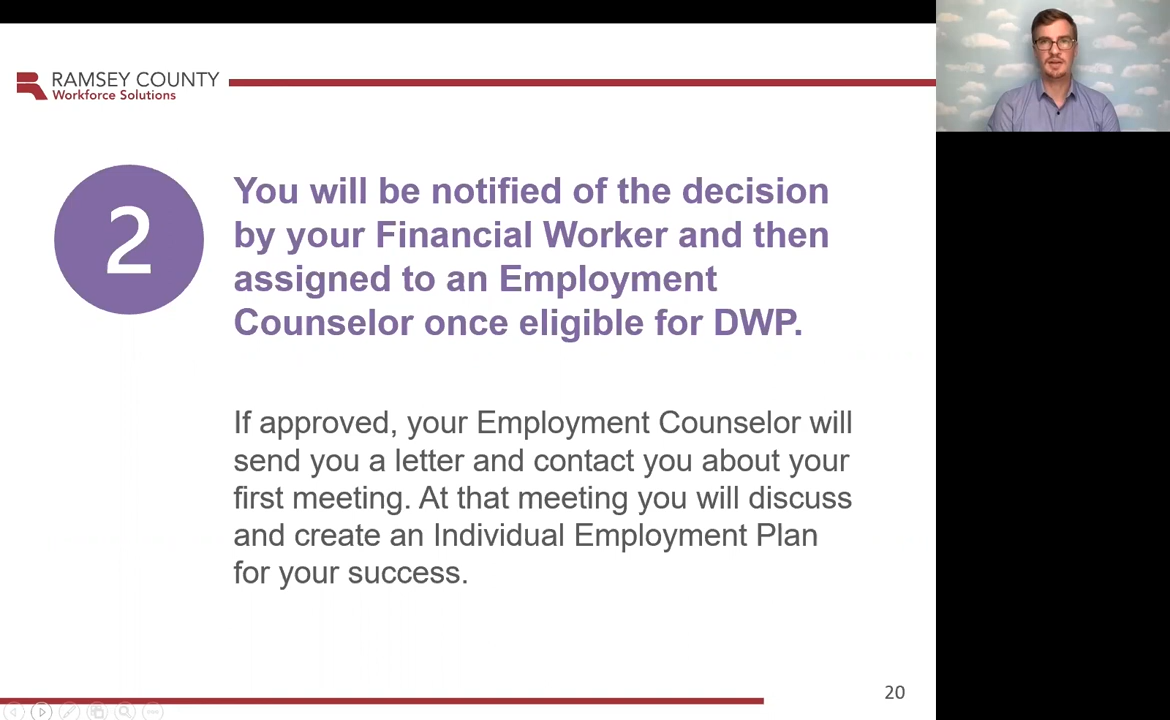 RAMSEY COUNTY
Workforce Solutions
2
You will be notified of the decision
by your Financial Worker and then
assigned to an Employment
Counselor once eligible for DWP.
If approved, your Employment Counselor will
send you a letter and contact you about your
first meeting. At that meeting you will discuss
and create an Individual Employment Plan
for your success.
20